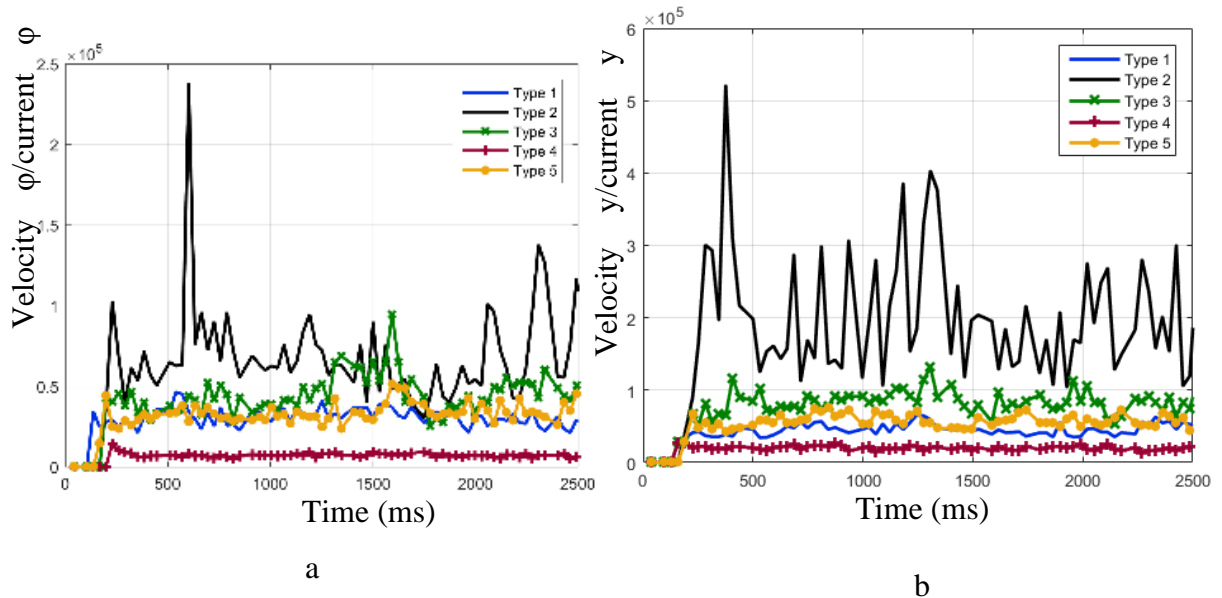 Velocity φ/current φ
×10⁵
2.5
2
1.5
1
0.5
0
0 500 1000 1500 2000 2500
Type 1
Type 2
Type 3
Type 4
Type 5
Time (ms)
a
Velocity y/current y
×10⁵
6
5
4
3
2
1
0
0 500 1000 1500 2000 2500
Type 1
Type 2
Type 3
Type 4
Type 5
Time (ms)
b